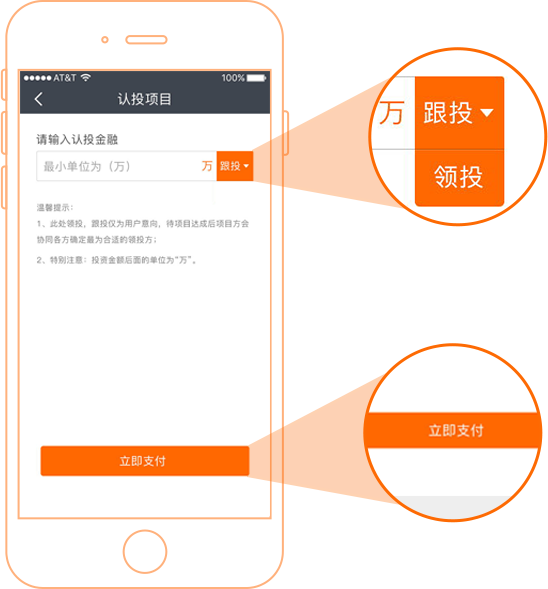 AT&T
100%
认投项目
请输入认投金融
最小单位为（万）
万
跟投
温馨提示：
1、此处领投，跟投仅为用户意向，待项目达成后项目方会
协同各方确定最为合适的领投方；
2、特别注意：投资金额后面的单位为“万”。
立即支付
万
跟投
领投
立即支付